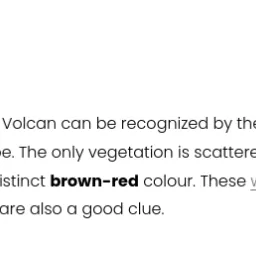 Volcan can be recognized by the
e. The only vegetation is scattere
istinct brown-red colour. These
are also a good clue.